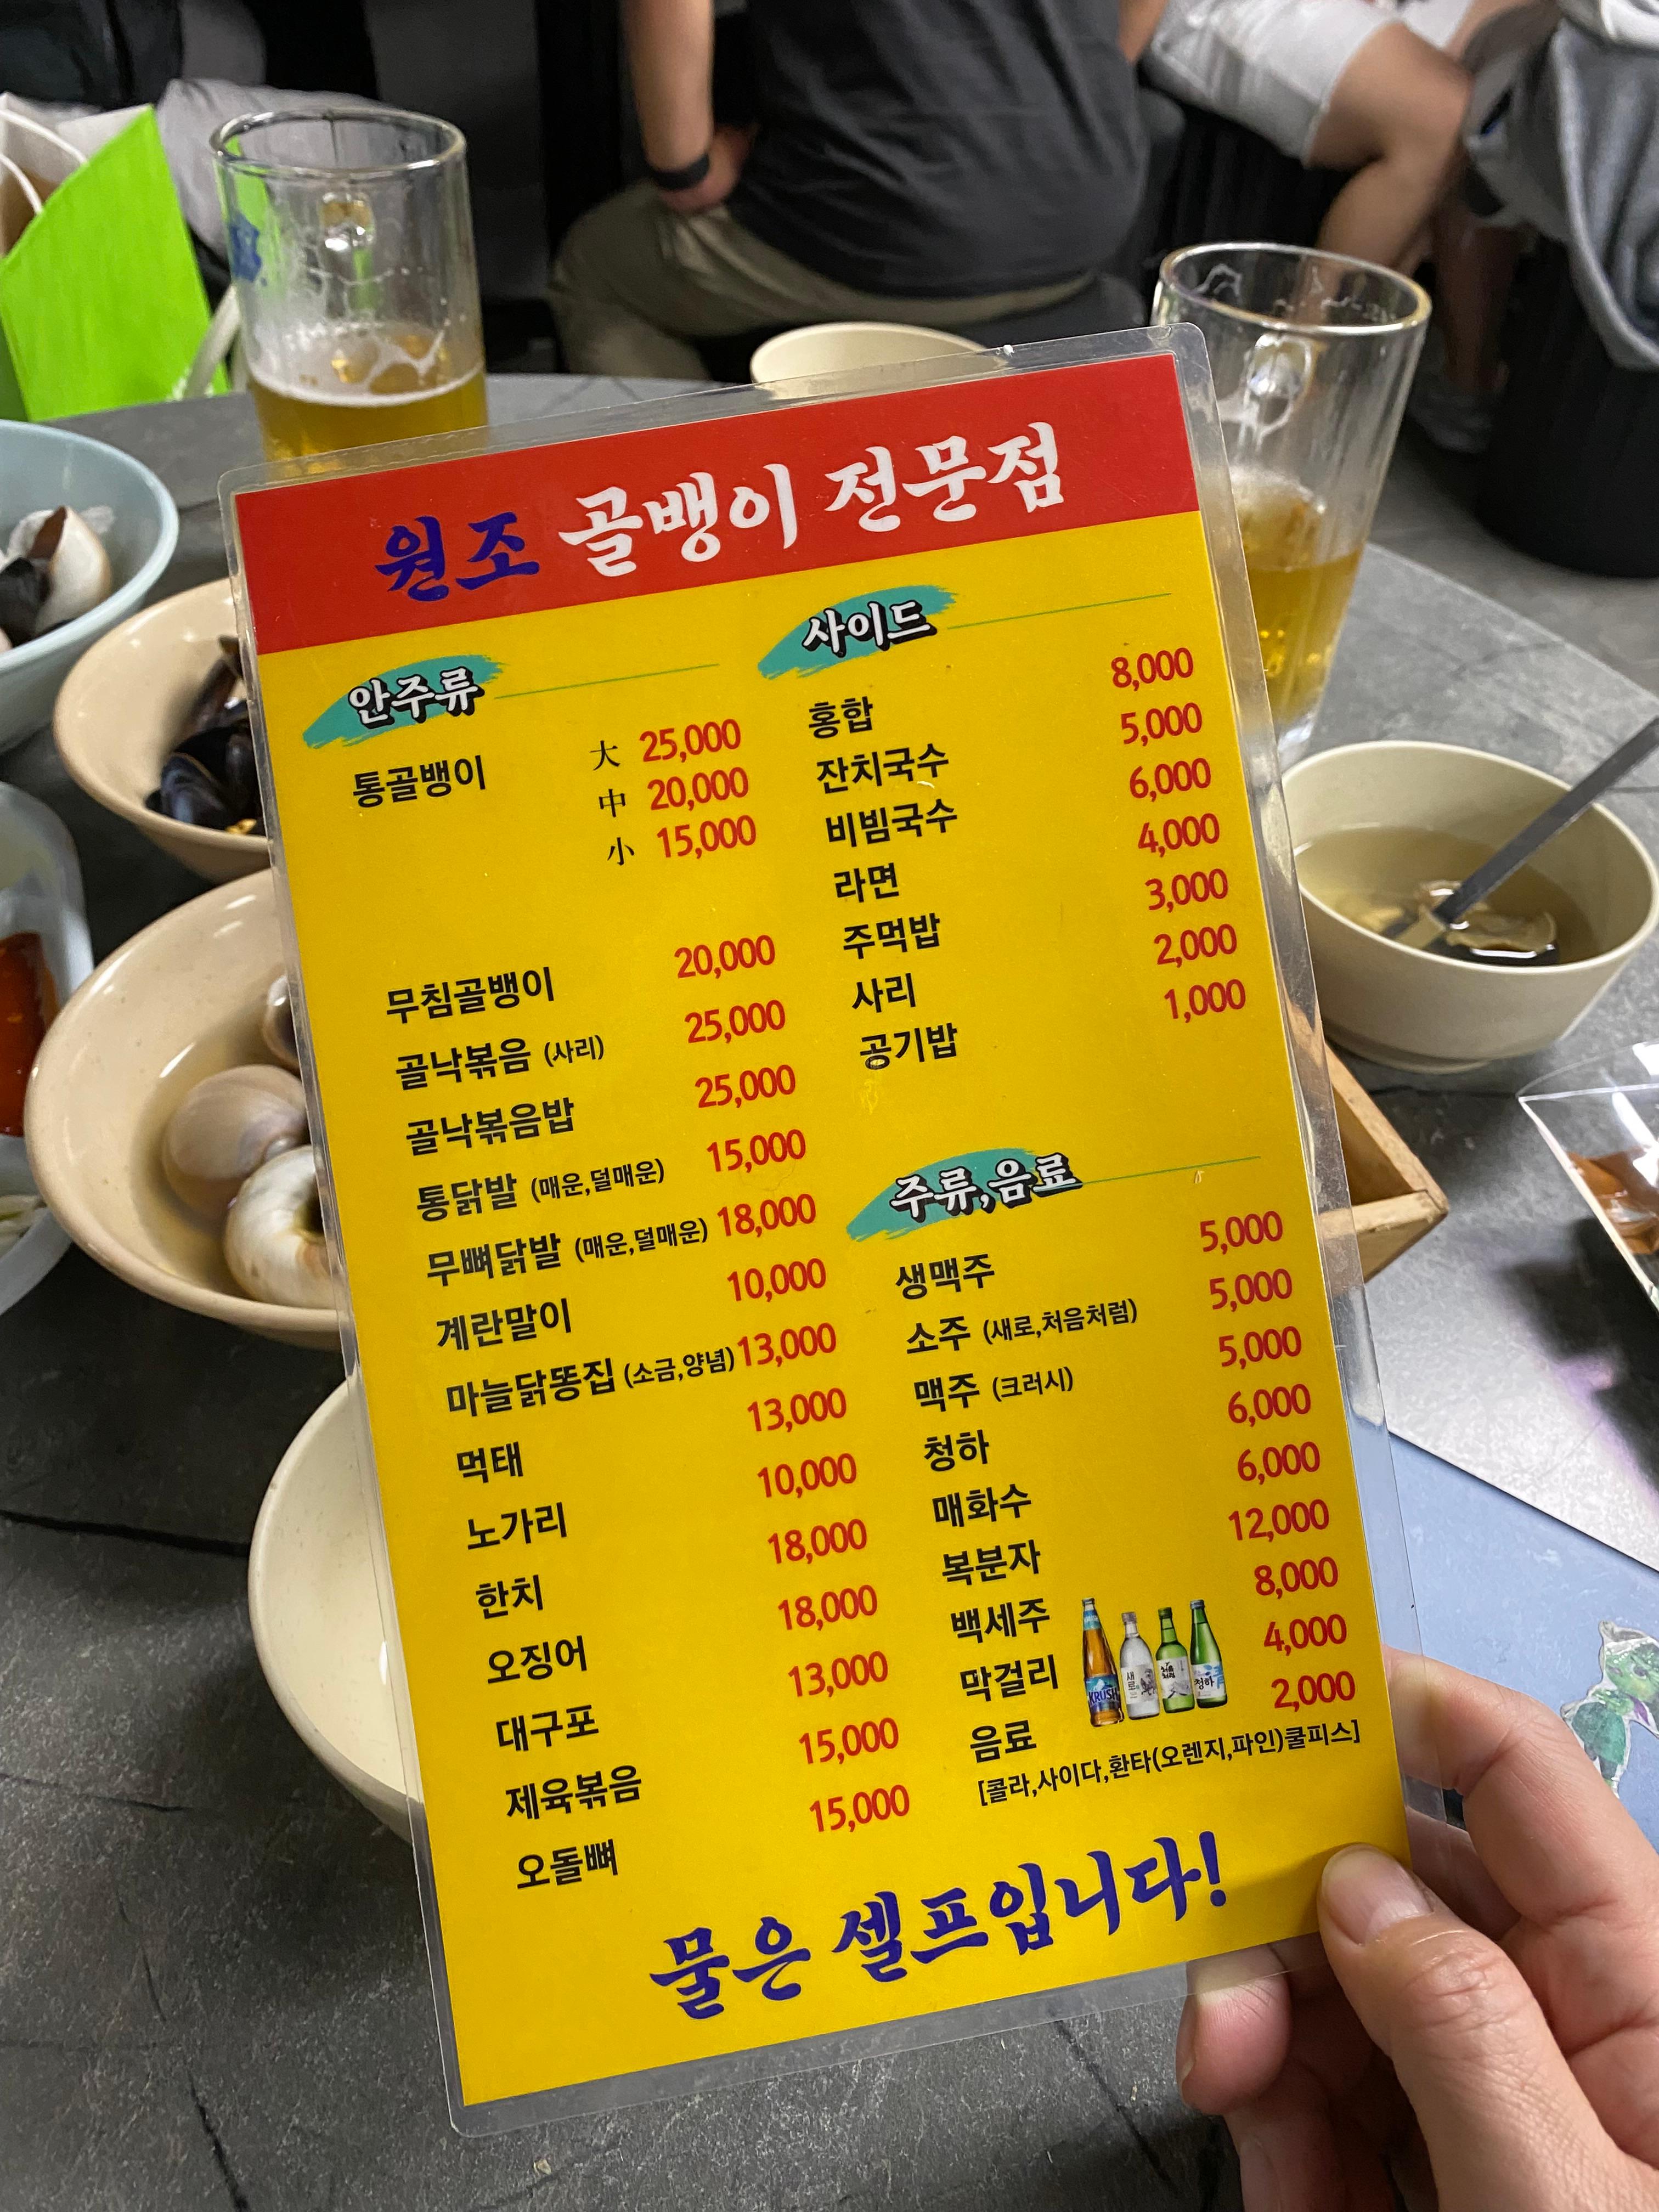 원조 골뱅이 전문점
안주류
통골뱅이 大 25,000
中 20,000
小 15,000
무침골뱅이 20,000
골낙볶음 (사리) 25,000
골낙볶음밥 25,000
통닭발 (매운,덜매운) 15,000
무뼈닭발 (매운,덜매운) 18,000
계란말이 10,000
마늘닭똥집 (소금,양념) 13,000
먹태 13,000
노가리 10,000
한치 18,000
오징어 18,000
대구포 13,000
제육볶음 15,000
오돌뼈 15,000
사이드
홍합 8,000
잔치국수 5,000
비빔국수 6,000
라면 4,000
주먹밥 3,000
사리 2,000
공기밥 1,000
주류,음료
생맥주 5,000
소주 (새로,처음처럼) 5,000
맥주 (크러시) 5,000
청하 6,000
매화수 6,000
복분자 12,000
백세주 8,000
막걸리 4,000
음료 2,000
KRUSH
새로
처음처럼
청하
[콜라,사이다,환타(오렌지,파인)쿨피스]
물은 셀프입니다!